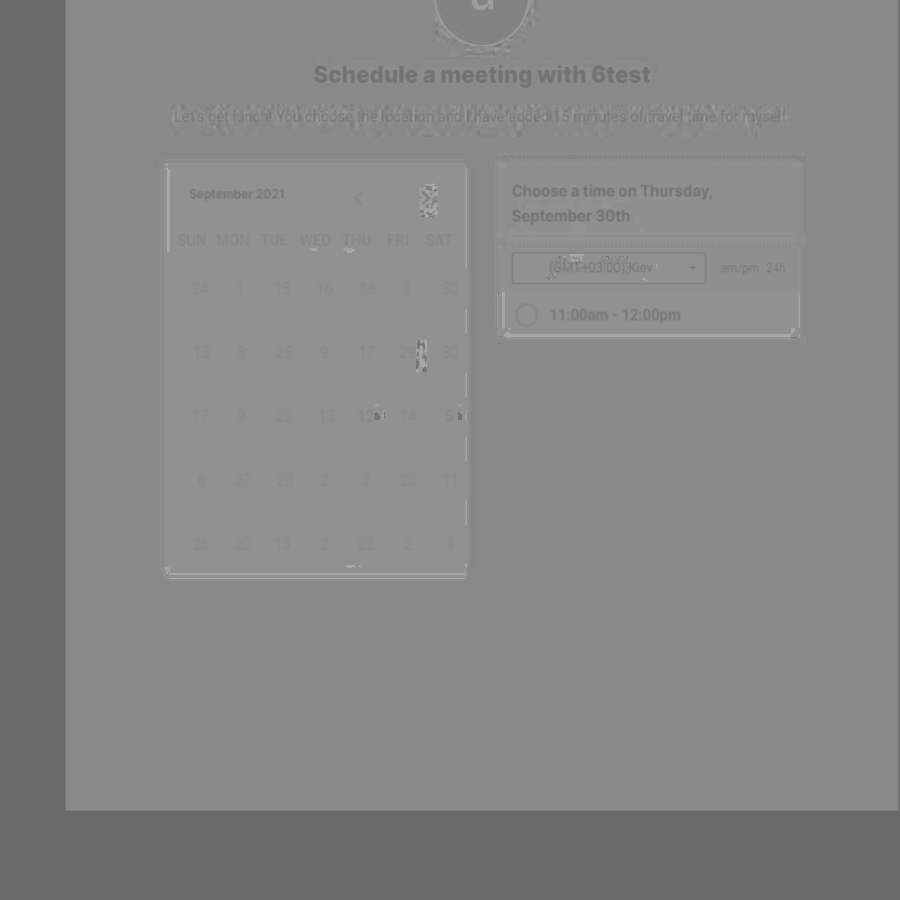 d
Schedule a meeting with 6test
Let's get lunch! You choose the location and I have added 15 minutes of travel time for myself.
September 2021
SUN MON TUE WED THU FRI SAT
24 1 15 16 18 8 30
13 6 25 9 17 30
17 9 25 13 12 14 5
6 27 20 2 2 23 11
26 20 15 2 22 2 4
Choose a time on Thursday,
September 30th
(GMT+03:00) Kiev am/pm 24h
11:00am - 12:00pm